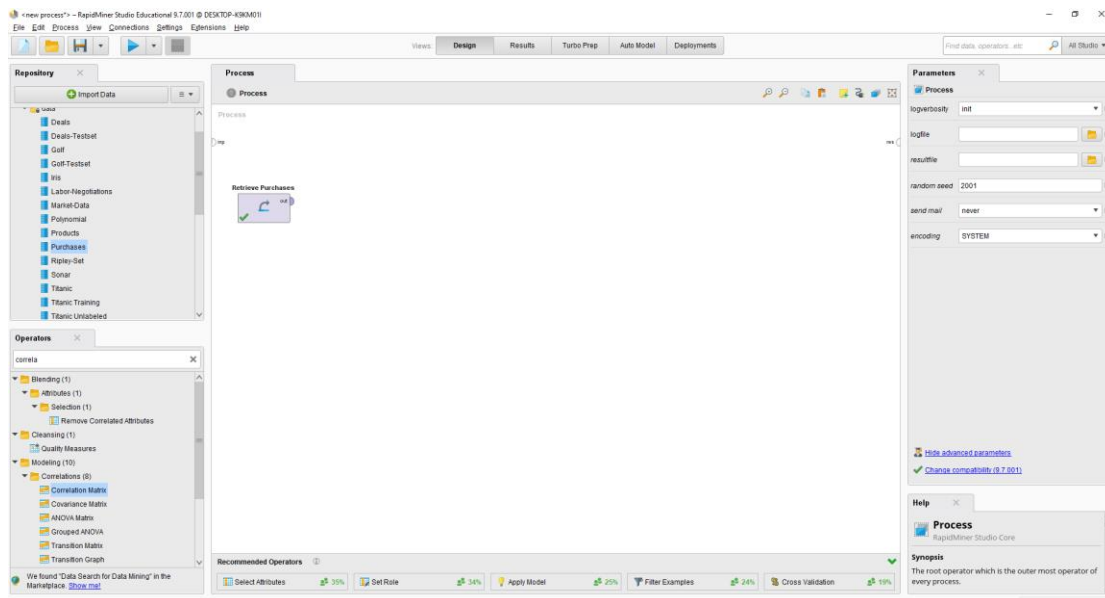 <new process*> – RapidMiner Studio Educational 9.7.001 @ DESKTOP-K9KM01I
File Edit Process View Connections Settings Extensions Help
Views: Design Results Turbo Prep Auto Model Deployments
Find data, operators...etc All Studio
Repository
Import Data
data
Deals
Deals-Testset
Golf
Golf-Testset
Iris
Labor-Negotiations
Market-Data
Polynomial
Products
Purchases
Ripley-Set
Sonar
Titanic
Titanic Training
Titanic Unlabeled
Operators
correla
Blending (1)
Attributes (1)
Selection (1)
Remove Correlated Attributes
Cleansing (1)
Quality Measures
Modeling (10)
Correlations (8)
Correlation Matrix
Covariance Matrix
ANOVA Matrix
Grouped ANOVA
Transition Matrix
Transition Graph
We found "Data Search for Data Mining" in the
Marketplace. Show me!
Process
Process
Process
inp
res
Retrieve Purchases
out
Recommended Operators
Select Attributes 35%
Set Role 34%
Apply Model 25%
Filter Examples 24%
Cross Validation 19%
Parameters
Process
logverbosity init
logfile
resultfile
random seed 2001
send mail never
encoding SYSTEM
Hide advanced parameters
Change compatibility (9.7.001)
Help
Process
RapidMiner Studio Core
Synopsis
The root operator which is the outer most operator of
every process.